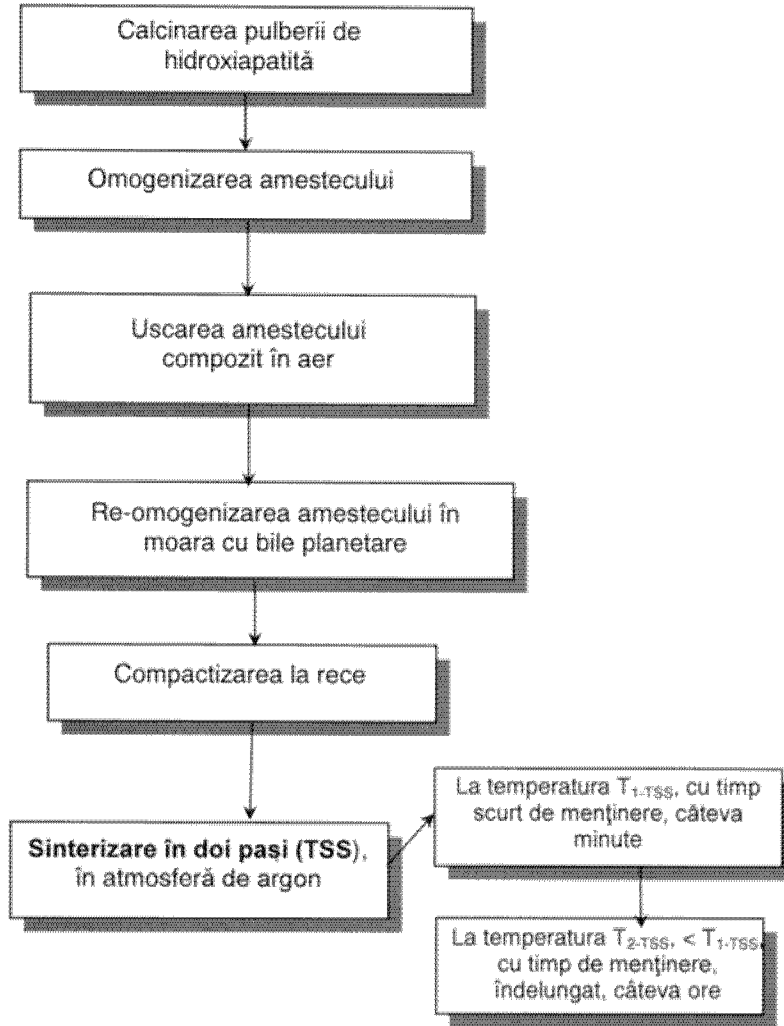 Calcinarea pulberii de
hidroxiapatită
Omogenizarea amestecului
Uscarea amestecului
compozit în aer
Re-omogenizarea amestecului în
moara cu bile planetare
Compactizarea la rece
Sinterizare în doi pași (TSS),
în atmosferă de argon
La temperatura T1-TSS, cu timp
scurt de menținere, câteva
minute
La temperatura T2-TSS, < T1-TSS,
cu timp de menținere,
îndelungat, câteva ore